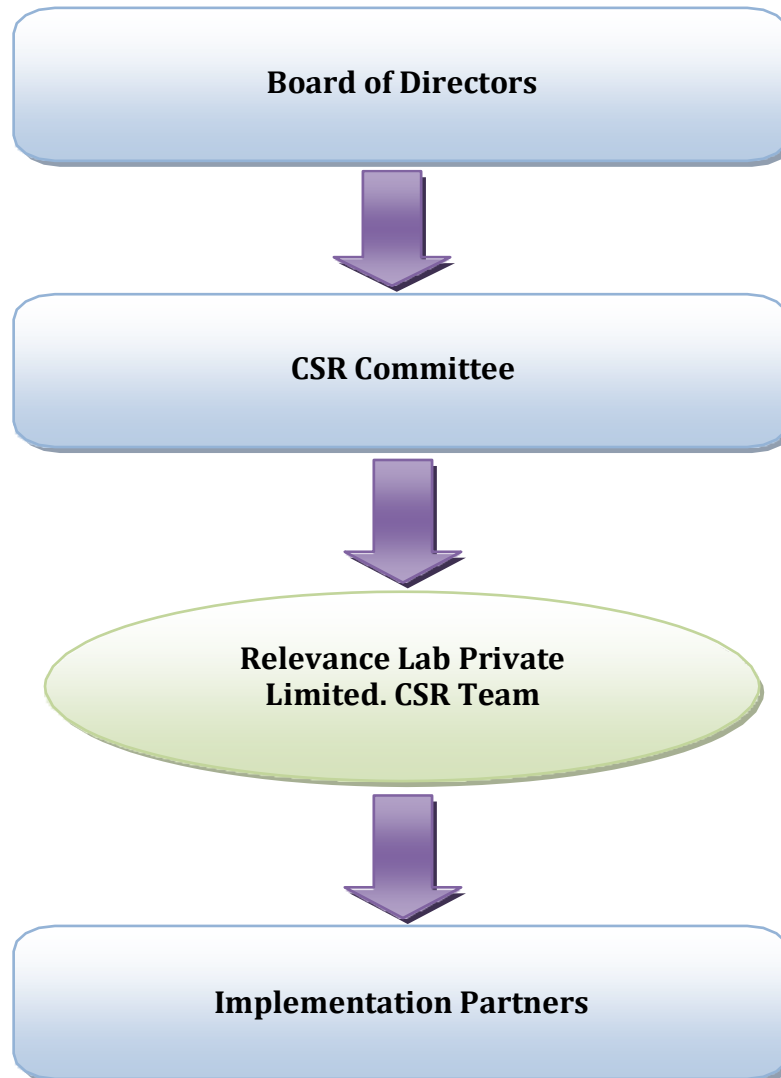 Board of Directors
CSR Committee
Relevance Lab Private
Limited. CSR Team
Implementation Partners